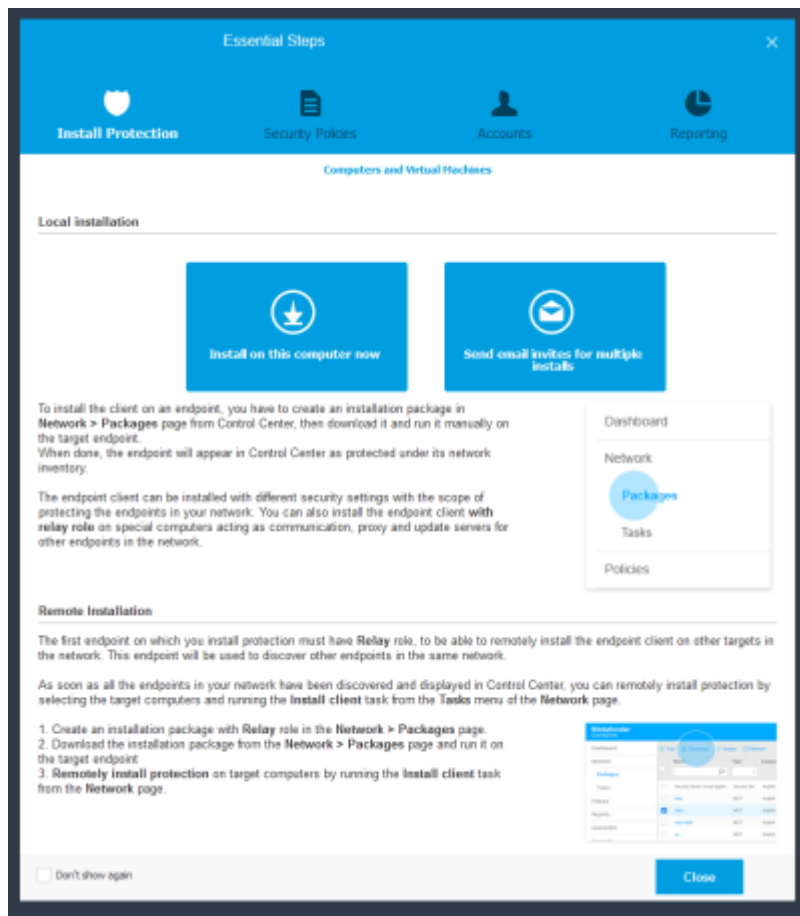 Essential Steps
Install Protection
Security Policies
Accounts
Reporting
Computers and Virtual Machines
Local installation
Install on this computer now
Send email invites for multiple
installs
To install the client on an endpoint, you have to create an installation package in
Network > Packages page from Control Center, then download it and run it manually on
the target endpoint.
When done, the endpoint will appear in Control Center as protected under its network
inventory.
The endpoint client can be installed with different security settings with the scope of
protecting the endpoints in your network. You can also install the endpoint client with
relay role on special computers acting as communication, proxy and update servers for
other endpoints in the network.
Dashboard
Network
Packages
Tasks
Policies
Remote Installation
The first endpoint on which you install protection must have Relay role, to be able to remotely install the endpoint client on other targets in
the network. This endpoint will be used to discover other endpoints in the same network.
As soon as all the endpoints in your network have been discovered and displayed in Control Center, you can remotely install protection by
selecting the target computers and running the Install client task from the Tasks menu of the Network page.
1. Create an installation package with Relay role in the Network > Packages page.
2. Download the installation package from the Network > Packages page and run it on
the target endpoint
3. Remotely install protection on target computers by running the Install client task
from the Network page.
Dashboard
Network
Packages
Tasks
Policies
Reports
Don't show again
Close